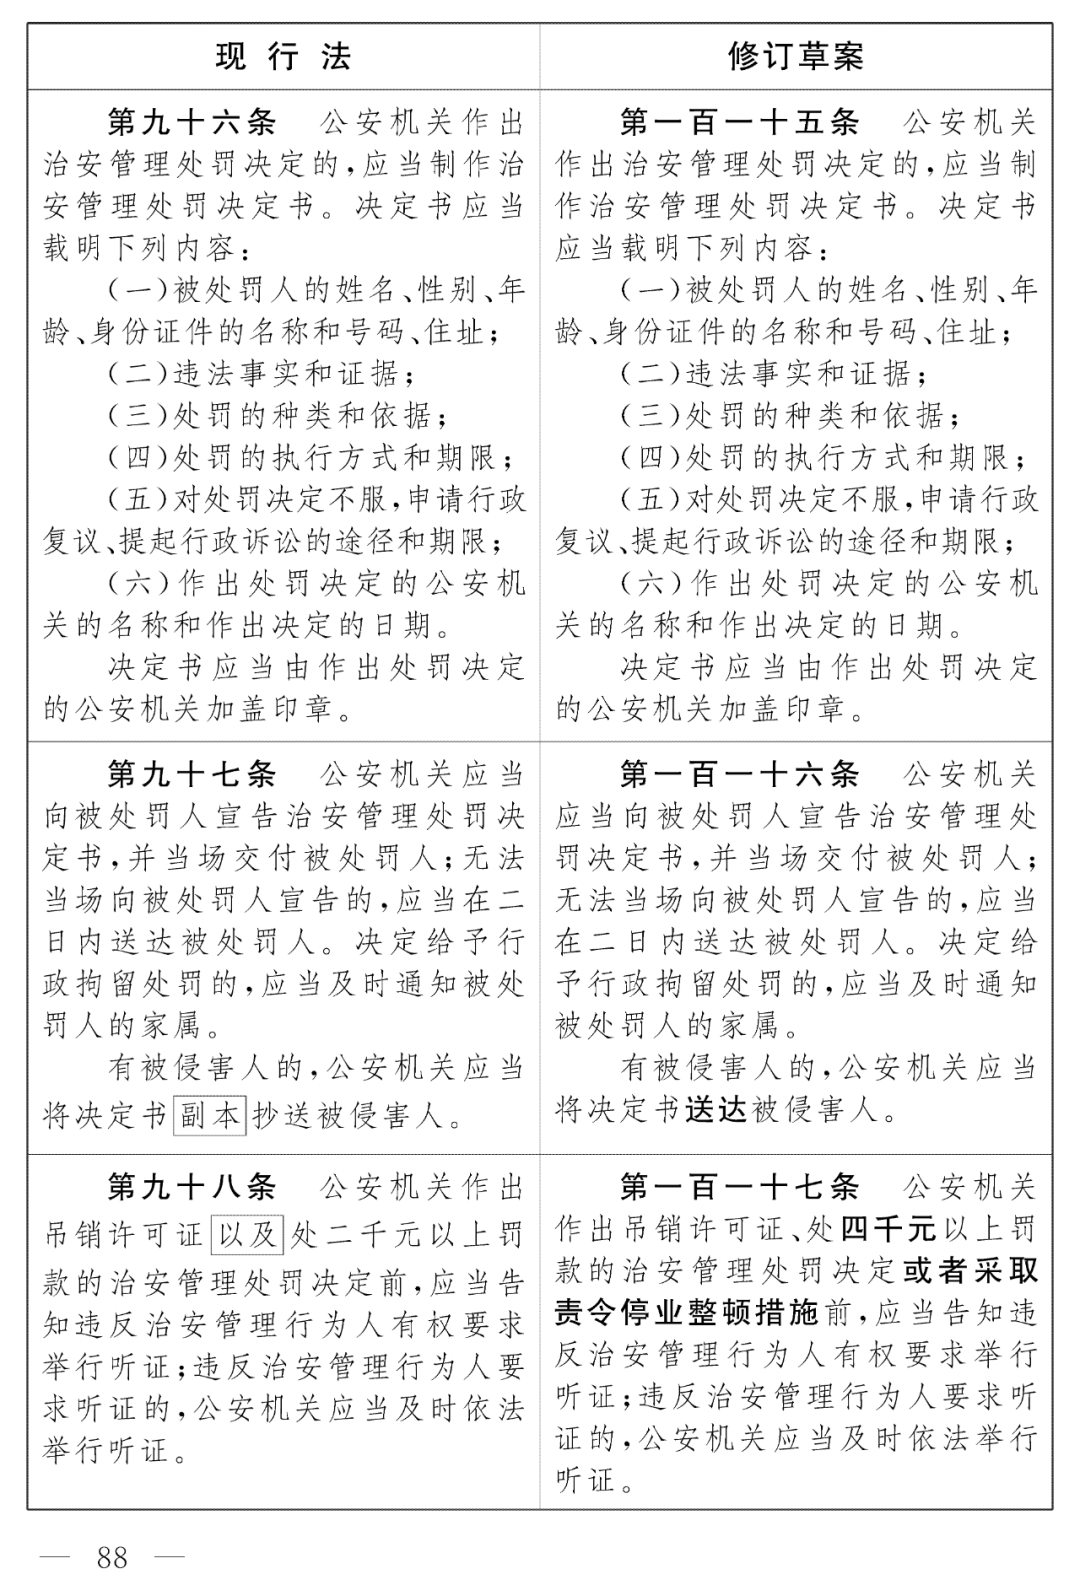 现行法
修订草案
第九十六条　公安机关作出
治安管理处罚决定的,应当制作治
安管理处罚决定书。决定书应当
载明下列内容:
(一)被处罚人的姓名、性别、年
龄、身份证件的名称和号码、住址;
(二)违法事实和证据;
(三)处罚的种类和依据;
(四)处罚的执行方式和期限;
(五)对处罚决定不服,申请行政
复议、提起行政诉讼的途径和期限;
(六)作出处罚决定的公安机
关的名称和作出决定的日期。
决定书应当由作出处罚决定
的公安机关加盖印章。
第一百一十五条　公安机关
作出治安管理处罚决定的,应当制
作治安管理处罚决定书。决定书
应当载明下列内容:
(一)被处罚人的姓名、性别、年
龄、身份证件的名称和号码、住址;
(二)违法事实和证据;
(三)处罚的种类和依据;
(四)处罚的执行方式和期限;
(五)对处罚决定不服,申请行政
复议、提起行政诉讼的途径和期限;
(六)作出处罚决定的公安机
关的名称和作出决定的日期。
决定书应当由作出处罚决定
的公安机关加盖印章。
第九十七条　公安机关应当
向被处罚人宣告治安管理处罚决
定书,并当场交付被处罚人;无法
当场向被处罚人宣告的,应当在二
日内送达被处罚人。决定给予行
政拘留处罚的,应当及时通知被处
罚人的家属。
有被侵害人的,公安机关应当
将决定书副本抄送被侵害人。
第一百一十六条　公安机关
应当向被处罚人宣告治安管理处
罚决定书,并当场交付被处罚人;
无法当场向被处罚人宣告的,应当
在二日内送达被处罚人。决定给
予行政拘留处罚的,应当及时通知
被处罚人的家属。
有被侵害人的,公安机关应当
将决定书送达被侵害人。
第九十八条　公安机关作出
吊销许可证以及处二千元以上罚
款的治安管理处罚决定前,应当告
知违反治安管理行为人有权要求
举行听证;违反治安管理行为人要
求听证的,公安机关应当及时依法
举行听证。
第一百一十七条　公安机关
作出吊销许可证、处四千元以上罚
款的治安管理处罚决定或者采取
责令停业整顿措施前,应当告知违
反治安管理行为人有权要求举行
听证;违反治安管理行为人要求听
证的,公安机关应当及时依法举行
听证。
— 88 —